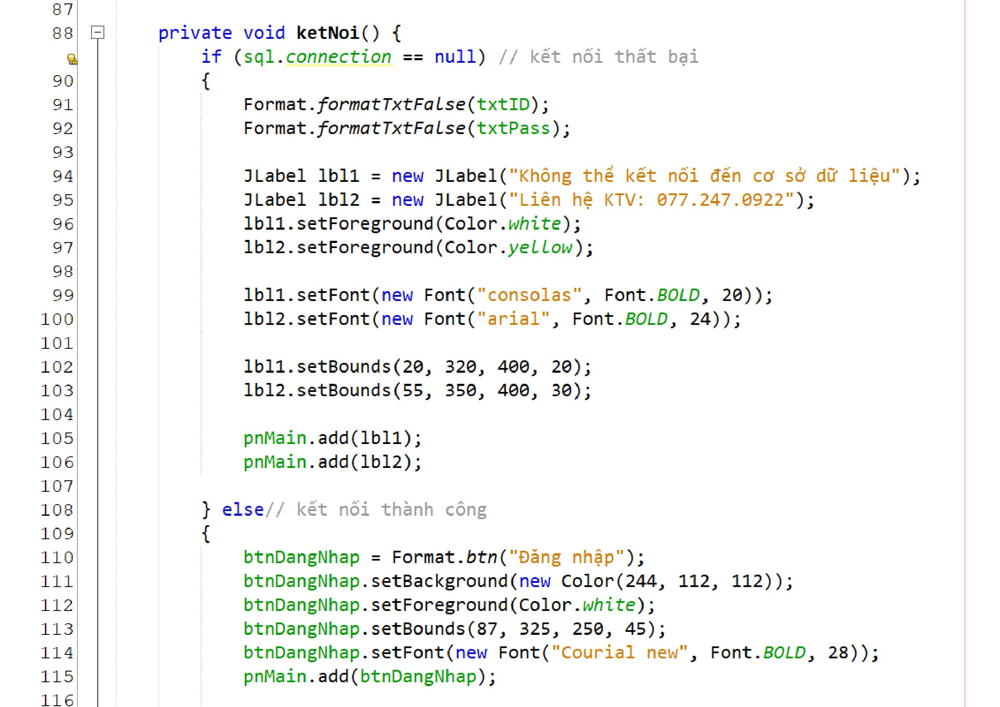 87
88 private void ketNoi() {
if (sql.connection == null) // kết nối thất bại
90 {
91 Format.formatTxtFalse(txtID);
92 Format.formatTxtFalse(txtPass);
93
94 JLabel lbl1 = new JLabel("Không thể kết nối đến cơ sở dữ liệu");
95 JLabel lbl2 = new JLabel("Liên hệ KTV: 077.247.0922");
96 lbl1.setForeground(Color.white);
97 lbl2.setForeground(Color.yellow);
98
99 lbl1.setFont(new Font("consolas", Font.BOLD, 20));
100 lbl2.setFont(new Font("arial", Font.BOLD, 24));
101
102 lbl1.setBounds(20, 320, 400, 20);
103 lbl2.setBounds(55, 350, 400, 30);
104
105 pnMain.add(lbl1);
106 pnMain.add(lbl2);
107
108 } else// kết nối thành công
109 {
110 btnDangNhap = Format.btn("Đăng nhập");
111 btnDangNhap.setBackground(new Color(244, 112, 112));
112 btnDangNhap.setForeground(Color.white);
113 btnDangNhap.setBounds(87, 325, 250, 45);
114 btnDangNhap.setFont(new Font("Courial new", Font.BOLD, 28));
115 pnMain.add(btnDangNhap);
116